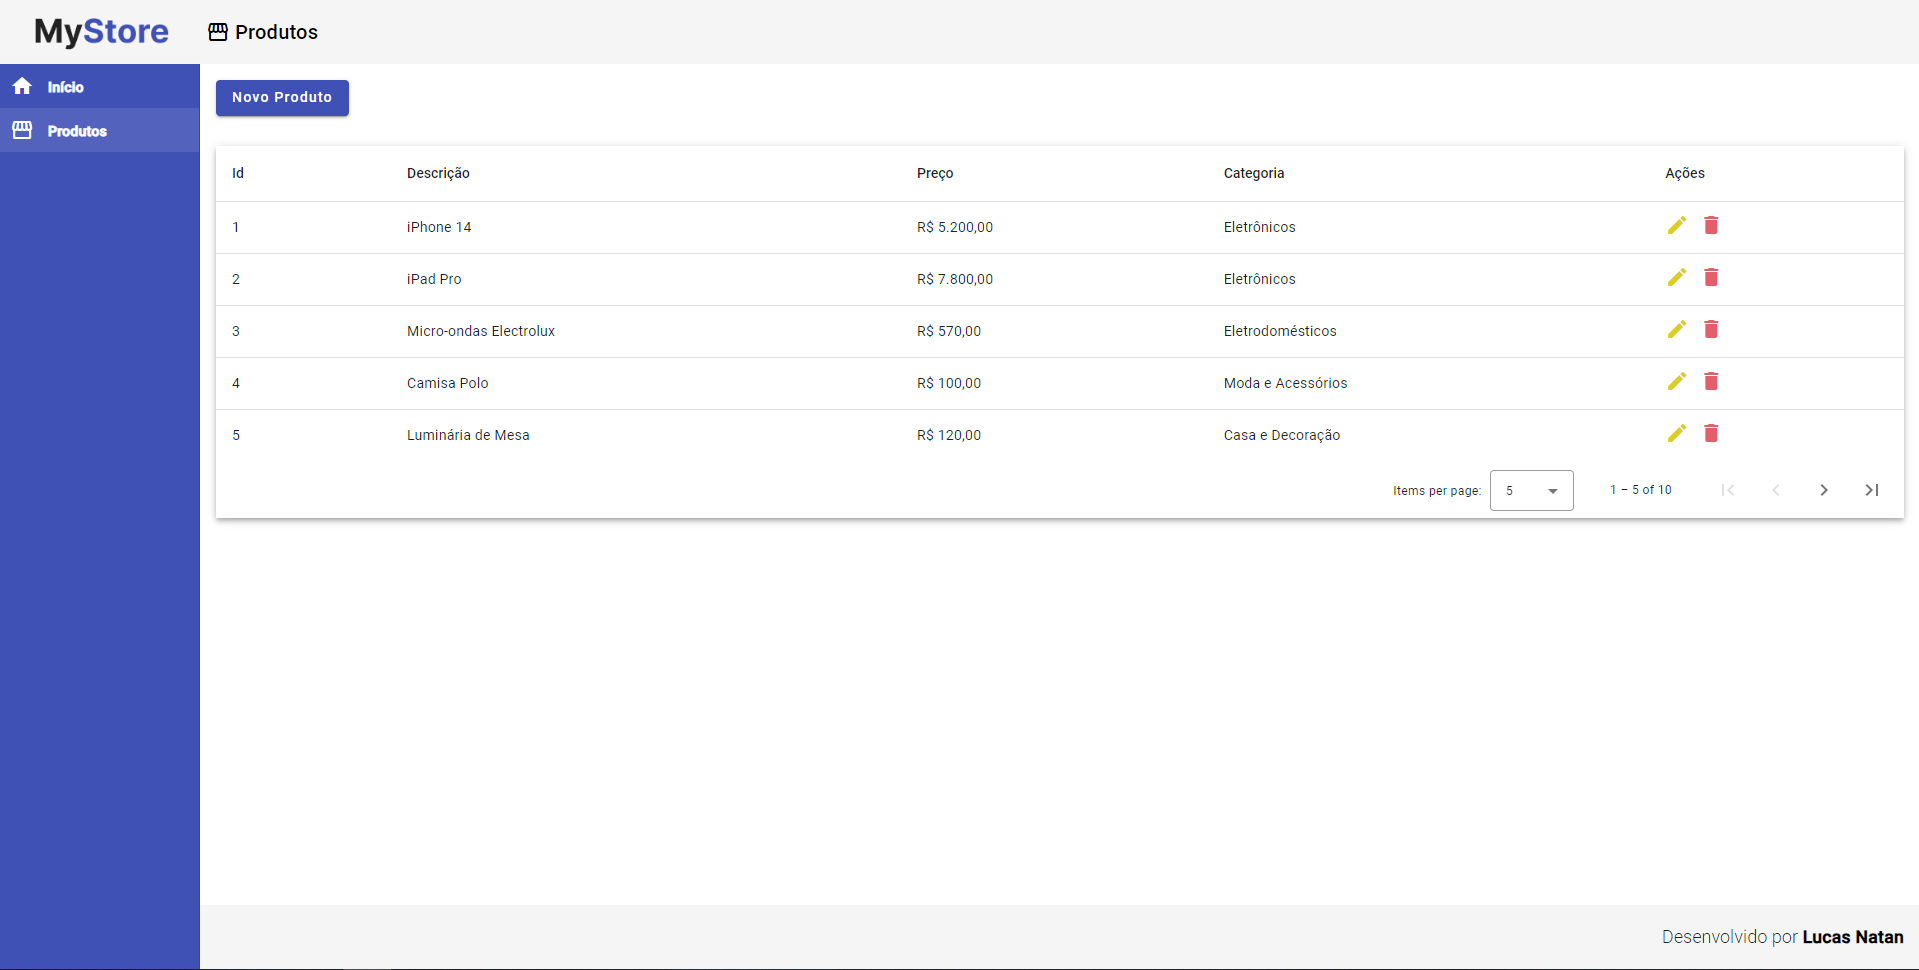 MyStore
Produtos
Início
Produtos
Novo Produto
Id Descrição Preço Categoria Ações
1 iPhone 14 R$ 5.200,00 Eletrônicos
2 iPad Pro R$ 7.800,00 Eletrônicos
3 Micro-ondas Electrolux R$ 570,00 Eletrodomésticos
4 Camisa Polo R$ 100,00 Moda e Acessórios
5 Luminária de Mesa R$ 120,00 Casa e Decoração
Items per page: 5 1 – 5 of 10
Desenvolvido por Lucas Natan